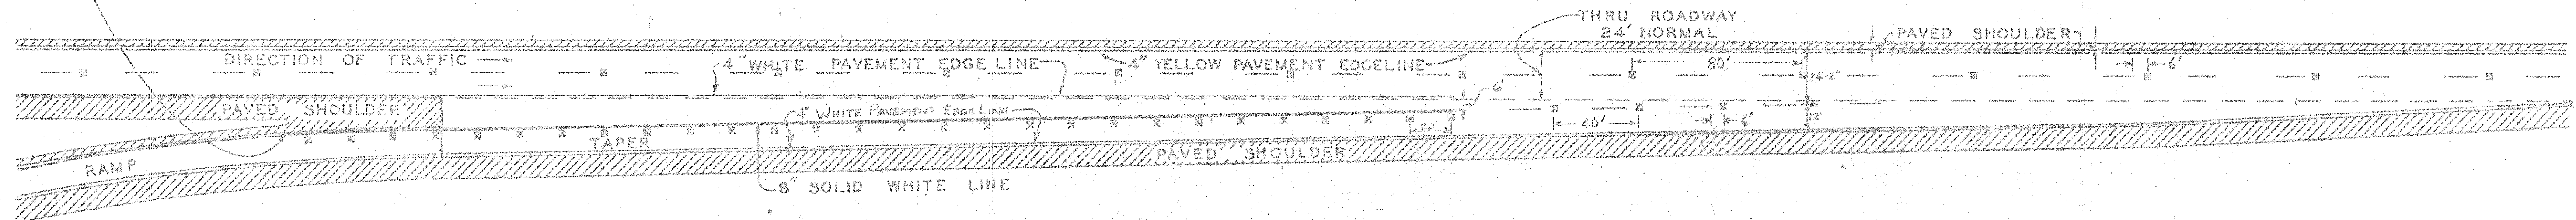 THRU ROADWAY
24' NORMAL
PAVED SHOULDER
DIRECTION OF TRAFFIC
4" WHITE PAVEMENT EDGE LINE
4" YELLOW PAVEMENT EDGELINE
80'
6'
6'
PAVED SHOULDER
4" WHITE PAVEMENT EDGE LINE
40'
6'
12'
TAPER
PAVED SHOULDER
RAMP
8" SOLID WHITE LINE